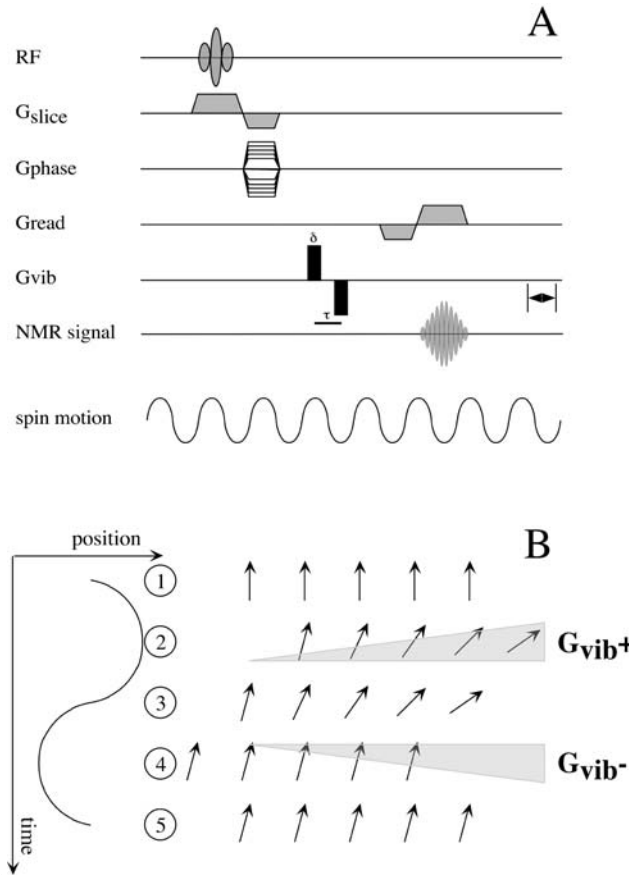 A
RF
Gslice
Gphase
Gread
δ
Gvib
τ
NMR signal
spin motion
B
position
1
2
Gvib+
3
4
Gvib-
5
time